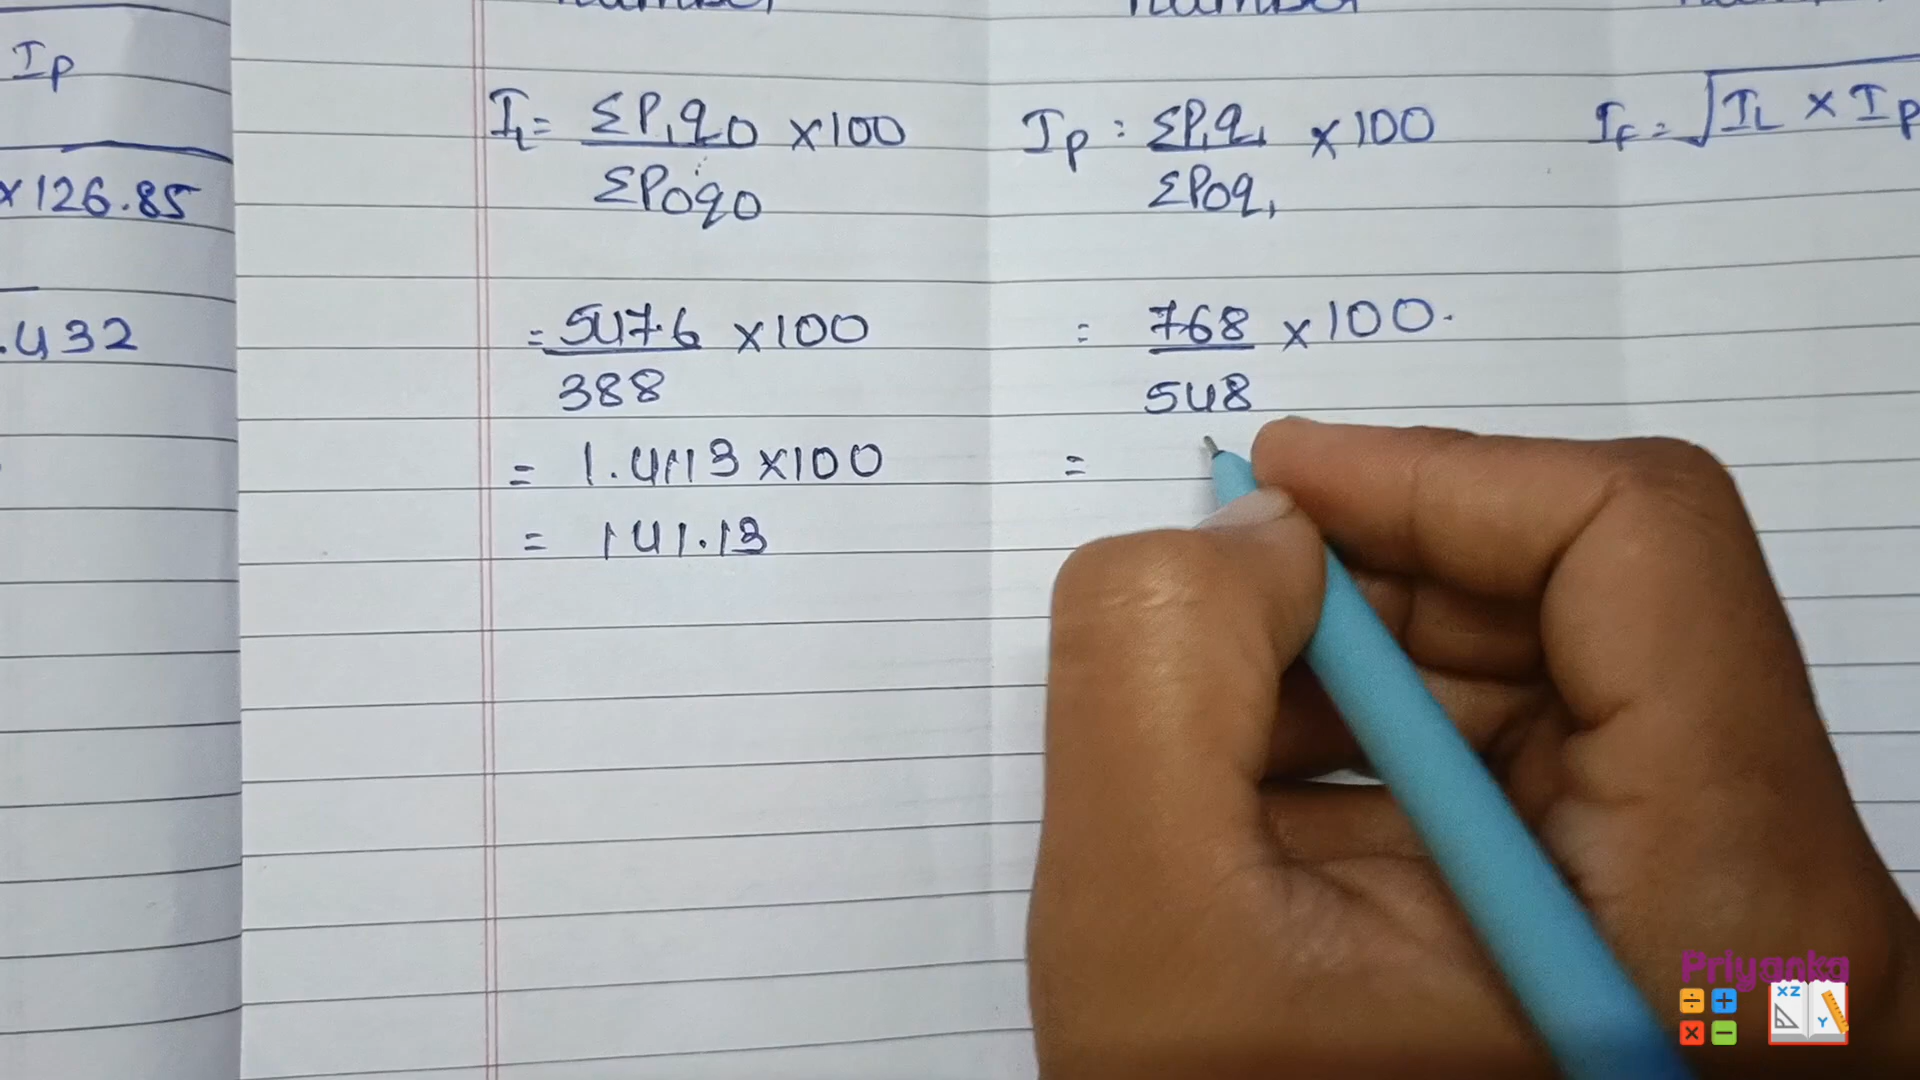 Ip
×126.85
.432
IL = ΣP₁q0 ×100
ΣP0q0
= 547.6 ×100
388
= 1.4113 ×100
= 141.13
Ip = ΣP₁q₁ ×100
ΣP0q₁
= 768 ×100.
548
=
IF = √IL × Ip
Priyanka
XZ
Y